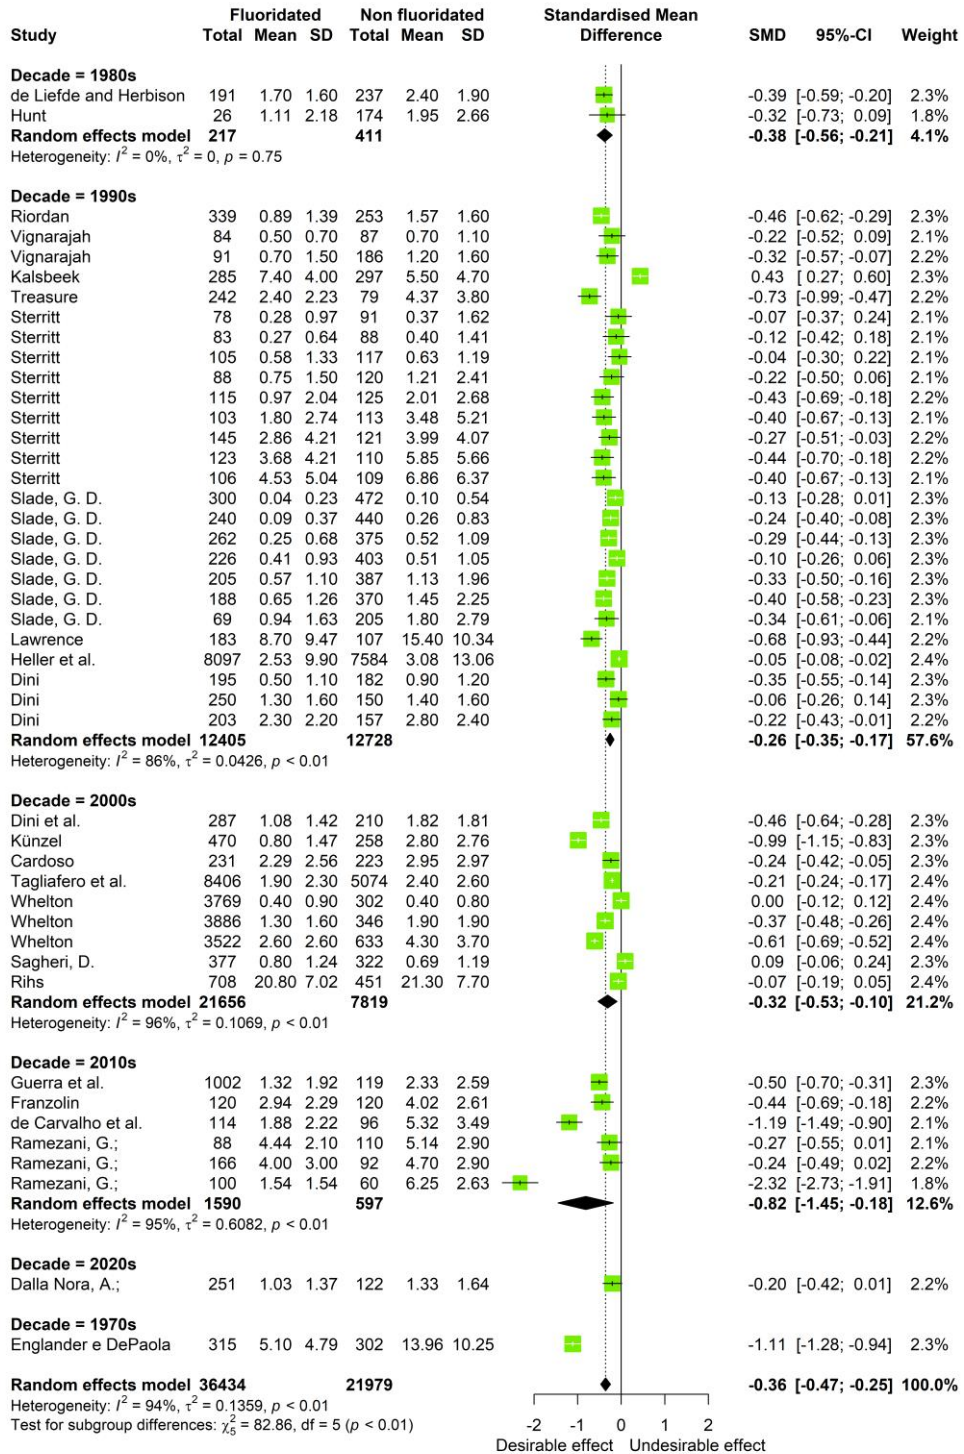 Fluoridated Non fluoridated Standardised Mean
Study Total Mean SD Total Mean SD Difference SMD 95%-CI Weight
Decade = 1980s
de Liefde and Herbison 191 1.70 1.60 237 2.40 1.90 -0.39 [-0.59; -0.20] 2.3%
Hunt 26 1.11 2.18 174 1.95 2.66 -0.32 [-0.73; 0.09] 1.8%
Random effects model 217 411 -0.38 [-0.56; -0.21] 4.1%
Heterogeneity: I² = 0%, τ² = 0, p = 0.75
Decade = 1990s
Riordan 339 0.89 1.39 253 1.57 1.60 -0.46 [-0.62; -0.29] 2.3%
Vignarajah 84 0.50 0.70 87 0.70 1.10 -0.22 [-0.52; 0.09] 2.1%
Vignarajah 91 0.70 1.50 186 1.20 1.60 -0.32 [-0.57; -0.07] 2.2%
Kalsbeek 285 7.40 4.00 297 5.50 4.70 0.43 [0.27; 0.60] 2.3%
Treasure 242 2.40 2.23 79 4.37 3.80 -0.73 [-0.99; -0.47] 2.2%
Sterritt 78 0.28 0.97 91 0.37 1.62 -0.07 [-0.37; 0.24] 2.1%
Sterritt 83 0.27 0.64 88 0.40 1.41 -0.12 [-0.42; 0.18] 2.1%
Sterritt 105 0.58 1.33 117 0.63 1.19 -0.04 [-0.30; 0.22] 2.1%
Sterritt 88 0.75 1.50 120 1.21 2.41 -0.22 [-0.50; 0.06] 2.1%
Sterritt 115 0.97 2.04 125 2.01 2.68 -0.43 [-0.69; -0.18] 2.2%
Sterritt 103 1.80 2.74 113 3.48 5.21 -0.40 [-0.67; -0.13] 2.1%
Sterritt 145 2.86 4.21 121 3.99 4.07 -0.27 [-0.51; -0.03] 2.2%
Sterritt 123 3.68 4.21 110 5.85 5.66 -0.44 [-0.70; -0.18] 2.2%
Sterritt 106 4.53 5.04 109 6.86 6.37 -0.40 [-0.67; -0.13] 2.1%
Slade, G. D. 300 0.04 0.23 472 0.10 0.54 -0.13 [-0.28; 0.01] 2.3%
Slade, G. D. 240 0.09 0.37 440 0.26 0.83 -0.24 [-0.40; -0.08] 2.3%
Slade, G. D. 262 0.25 0.68 375 0.52 1.09 -0.29 [-0.44; -0.13] 2.3%
Slade, G. D. 226 0.41 0.93 403 0.51 1.05 -0.10 [-0.26; 0.06] 2.3%
Slade, G. D. 205 0.57 1.10 387 1.13 1.96 -0.33 [-0.50; -0.16] 2.3%
Slade, G. D. 188 0.65 1.26 370 1.45 2.25 -0.40 [-0.58; -0.23] 2.3%
Slade, G. D. 69 0.94 1.63 205 1.80 2.79 -0.34 [-0.61; -0.06] 2.1%
Lawrence 183 8.70 9.47 107 15.40 10.34 -0.68 [-0.93; -0.44] 2.2%
Heller et al. 8097 2.53 9.90 7584 3.08 13.06 -0.05 [-0.08; -0.02] 2.4%
Dini 195 0.50 1.10 182 0.90 1.20 -0.35 [-0.55; -0.14] 2.3%
Dini 250 1.30 1.60 150 1.40 1.60 -0.06 [-0.26; 0.14] 2.3%
Dini 203 2.30 2.20 157 2.80 2.40 -0.22 [-0.43; -0.01] 2.2%
Random effects model 12405 12728 -0.26 [-0.35; -0.17] 57.6%
Heterogeneity: I² = 86%, τ² = 0.0426, p < 0.01
Decade = 2000s
Dini et al. 287 1.08 1.42 210 1.82 1.81 -0.46 [-0.64; -0.28] 2.3%
Künzel 470 0.80 1.47 258 2.80 2.76 -0.99 [-1.15; -0.83] 2.3%
Cardoso 231 2.29 2.56 223 2.95 2.97 -0.24 [-0.42; -0.05] 2.3%
Tagliafero et al. 8406 1.90 2.30 5074 2.40 2.60 -0.21 [-0.24; -0.17] 2.4%
Whelton 3769 0.40 0.90 302 0.40 0.80 0.00 [-0.12; 0.12] 2.4%
Whelton 3886 1.30 1.60 346 1.90 1.90 -0.37 [-0.48; -0.26] 2.4%
Whelton 3522 2.60 2.60 633 4.30 3.70 -0.61 [-0.69; -0.52] 2.4%
Sagheri, D. 377 0.80 1.24 322 0.69 1.19 0.09 [-0.06; 0.24] 2.3%
Rihs 708 20.80 7.02 451 21.30 7.70 -0.07 [-0.19; 0.05] 2.4%
Random effects model 21656 7819 -0.32 [-0.53; -0.10] 21.2%
Heterogeneity: I² = 96%, τ² = 0.1069, p < 0.01
Decade = 2010s
Guerra et al. 1002 1.32 1.92 119 2.33 2.59 -0.50 [-0.70; -0.31] 2.3%
Franzolin 120 2.94 2.29 120 4.02 2.61 -0.44 [-0.69; -0.18] 2.2%
de Carvalho et al. 114 1.88 2.22 96 5.32 3.49 -1.19 [-1.49; -0.90] 2.1%
Ramezani, G.; 88 4.44 2.10 110 5.14 2.90 -0.27 [-0.55; 0.01] 2.1%
Ramezani, G.; 166 4.00 3.00 92 4.70 2.90 -0.24 [-0.49; 0.02] 2.2%
Ramezani, G.; 100 1.54 1.54 60 6.25 2.63 -2.32 [-2.73; -1.91] 1.8%
Random effects model 1590 597 -0.82 [-1.45; -0.18] 12.6%
Heterogeneity: I² = 95%, τ² = 0.6082, p < 0.01
Decade = 2020s
Dalla Nora, A.; 251 1.03 1.37 122 1.33 1.64 -0.20 [-0.42; 0.01] 2.2%
Decade = 1970s
Englander e DePaola 315 5.10 4.79 302 13.96 10.25 -1.11 [-1.28; -0.94] 2.3%
Random effects model 36434 21979 -0.36 [-0.47; -0.25] 100.0%
Heterogeneity: I² = 94%, τ² = 0.1359, p < 0.01
Test for subgroup differences: χ²₅ = 82.86, df = 5 (p < 0.01)
-2 -1 0 1 2
Desirable effect Undesirable effect